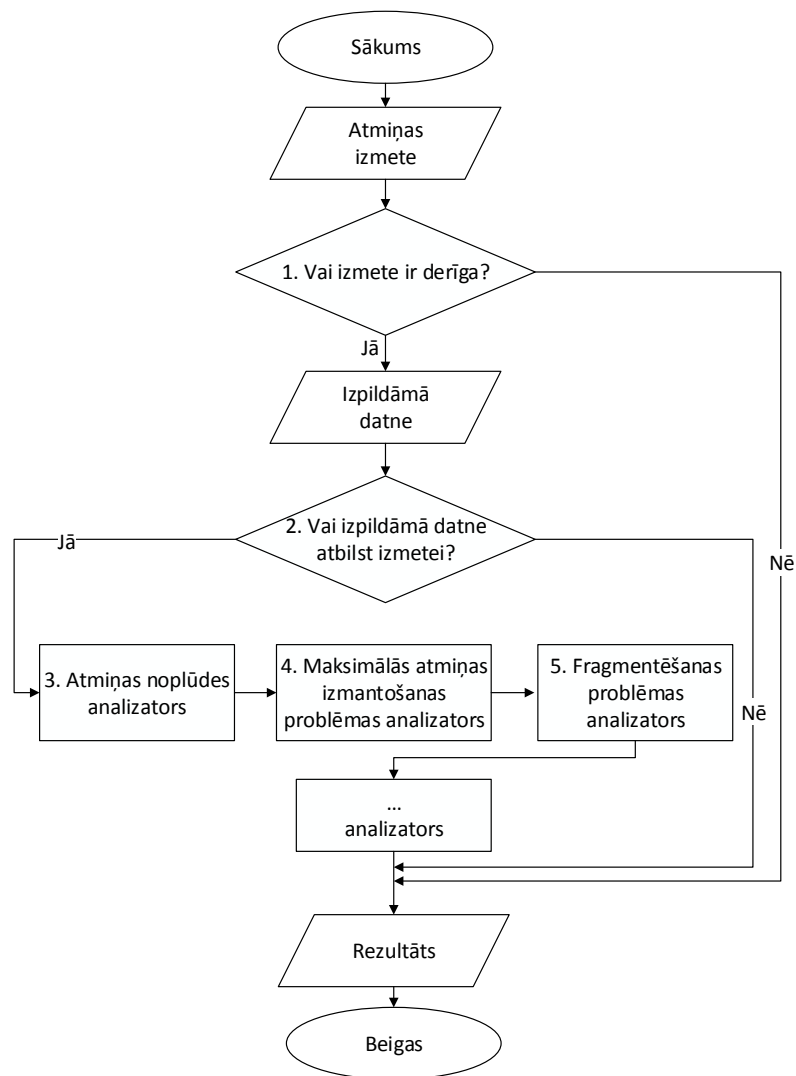 Sākums
Atmiņas
izmete
1. Vai izmete ir derīga?
Jā
Izpildāmā
datne
2. Vai izpildāmā datne
atbilst izmetei?
Jā
Nē
3. Atmiņas noplūdes
analizators
4. Maksimālās atmiņas
izmantošanas
problēmas analizators
5. Fragmentēšanas
problēmas
analizators
Nē
...
analizators
Rezultāts
Beigas